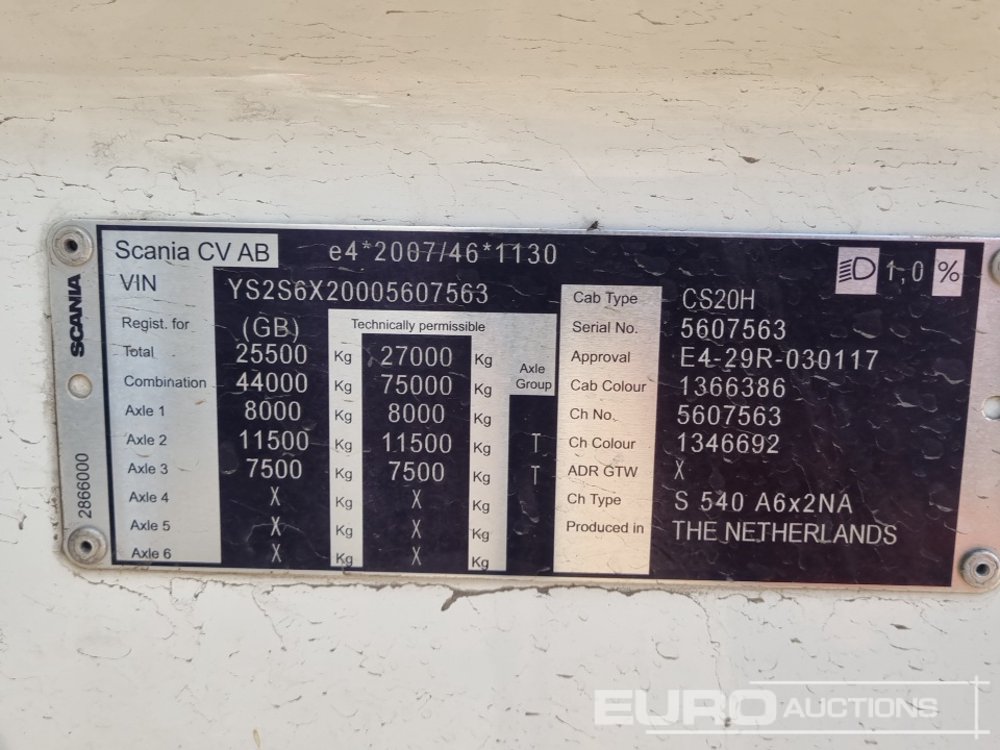 Scania CV AB e4*2007/46*1130 1,0 %
SCANIA
2866000
VIN YS2S6X20005607563
Regist. for (GB) Technically permissible
Total 25500 Kg 27000 Kg Axle Group
Combination 44000 Kg 75000 Kg
Axle 1 8000 Kg 8000 Kg
Axle 2 11500 Kg 11500 Kg T
Axle 3 7500 Kg 7500 Kg T
Axle 4 X Kg X Kg
Axle 5 X Kg X Kg
Axle 6 X Kg X Kg
Cab Type CS20H
Serial No. 5607563
Approval E4-29R-030117
Cab Colour 1366386
Ch No. 5607563
Ch Colour 1346692
ADR GTW X
Ch Type S 540 A6x2NA
Produced in THE NETHERLANDS
EURO AUCTIONS